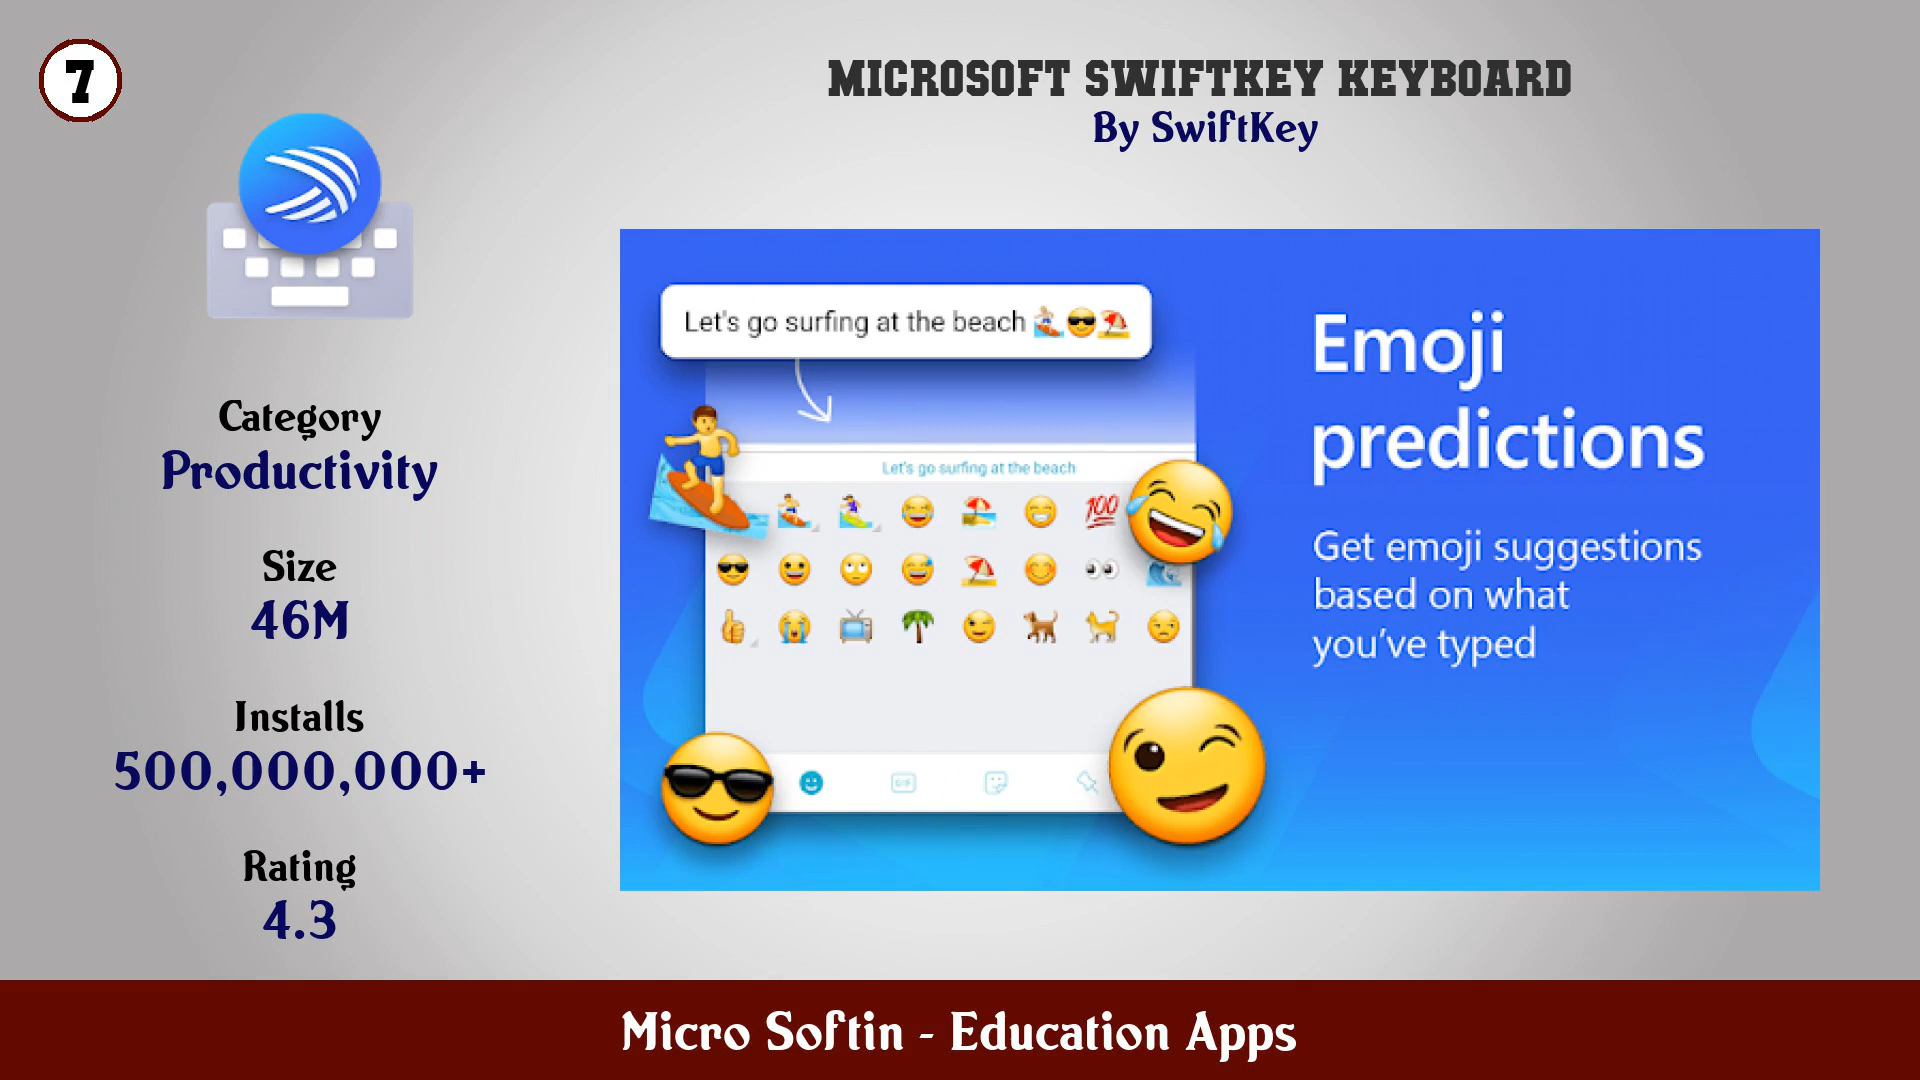 7
MICROSOFT SWIFTKEY KEYBOARD
By SwiftKey
Category
Productivity
Size
46M
Installs
500,000,000+
Rating
4.3
Let's go surfing at the beach 🏄😎⛱️
Let's go surfing at the beach
100
GIF
Emoji
predictions
Get emoji suggestions
based on what
you've typed
Micro Softin - Education Apps